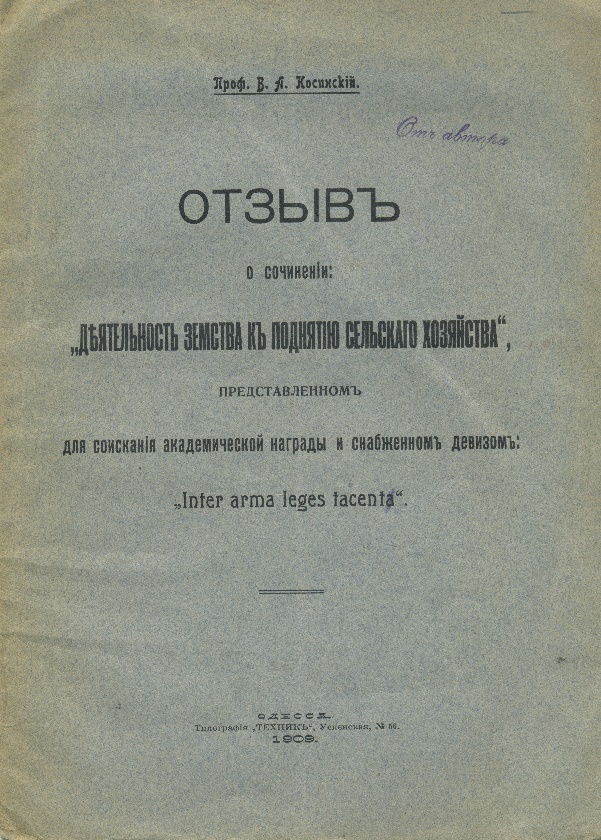 Проф. В. А. Косинскій.
Отъ автора
ОТЗЫВЪ
о сочиненіи:
„ДѢЯТЕЛЬНОСТЬ ЗЕМСТВА КЪ ПОДНЯТІЮ СЕЛЬСКАГО ХОЗЯЙСТВА“,
ПРЕДСТАВЛЕННОМЪ
для соисканія академической награды и снабженномъ девизомъ:
„Inter arma leges tacenta“.
ОДЕССА.
Типографія „ТЕХНИКЪ“, Успенская, № 56.
1909.